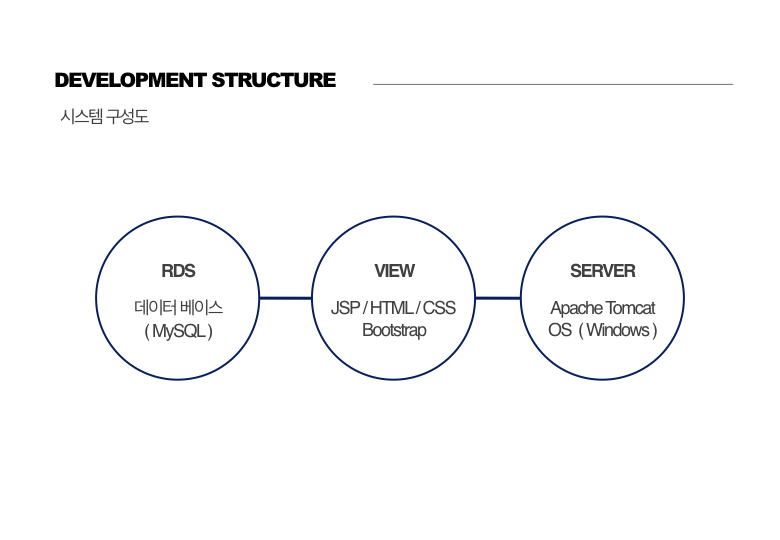 DEVELOPMENT STRUCTURE
시스템 구성도
RDS
데이터 베이스
( MySQL )
VIEW
JSP / HTML / CSS
Bootstrap
SERVER
Apache Tomcat
OS ( Windows )